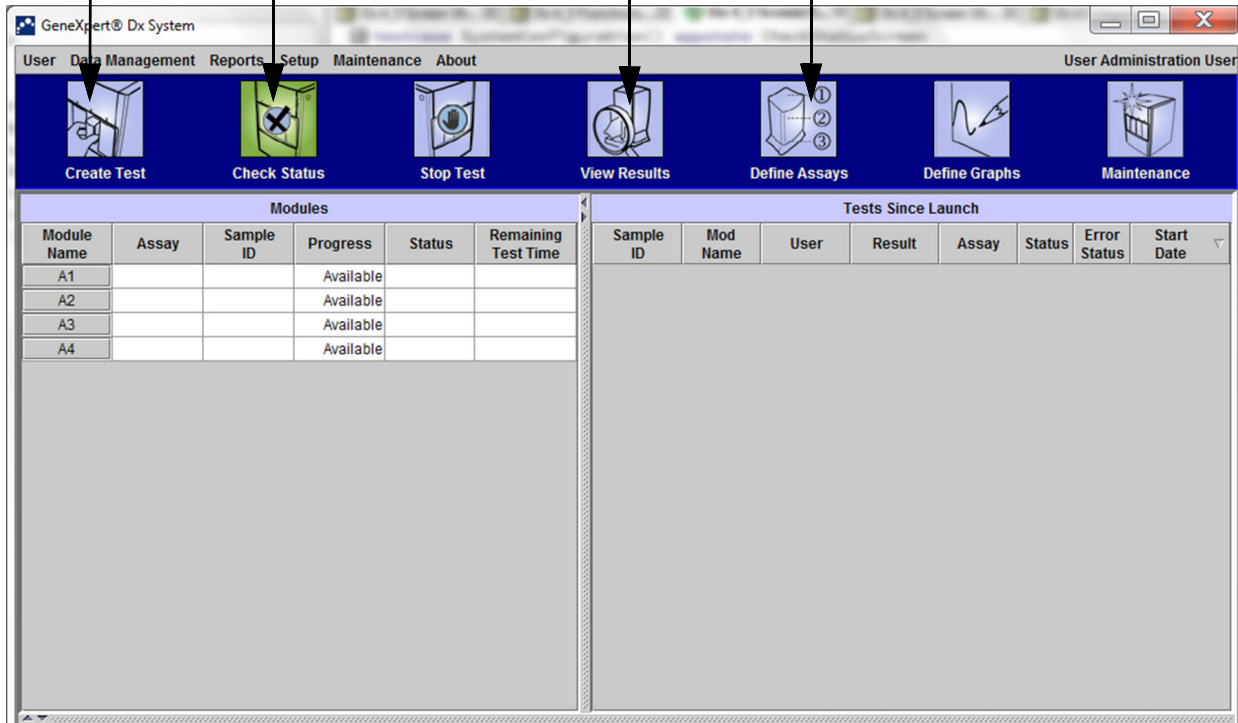 GeneXpert® Dx System
User Data Management Reports Setup Maintenance About User Administration User
① 
② 
③
Create Test Check Status Stop Test View Results Define Assays Define Graphs Maintenance
Modules Tests Since Launch
Module Name Assay Sample ID Progress Status Remaining Test Time Sample ID Mod Name User Result Assay Status Error Status Start Date
A1 Available
A2 Available
A3 Available
A4 Available